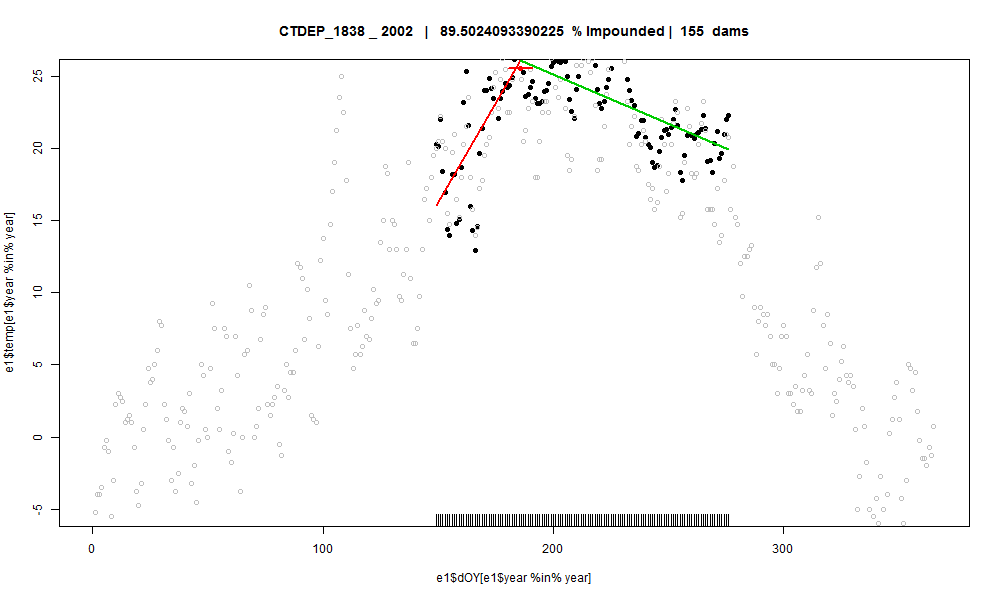 CTDEP_1838 _ 2002 | 89.5024093390225 % Impounded | 155 dams
25
20
15
10
5
0
-5
e1$temp[e1$year %in% year]
0 100 200 300
e1$dOY[e1$year %in% year]